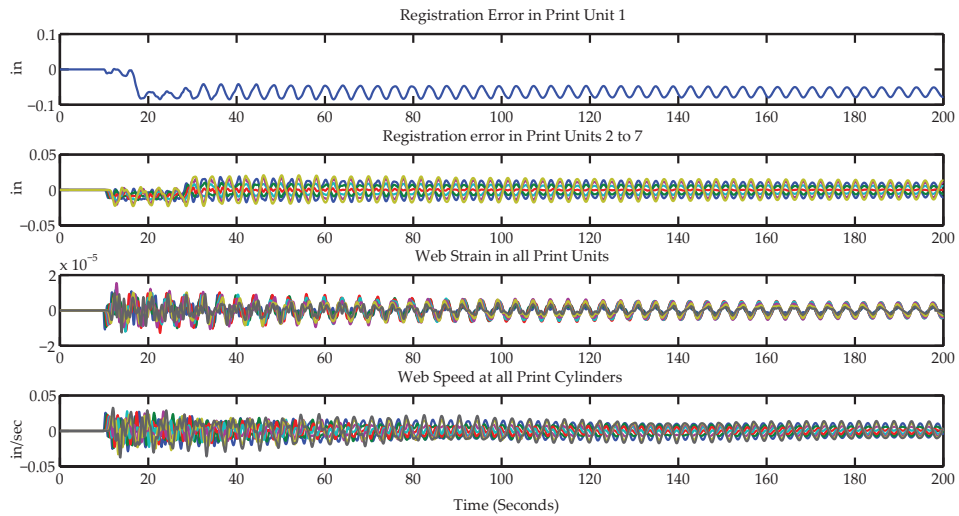 Registration Error in Print Unit 1
0.1
0
−0.1
in
0 20 40 60 80 100 120 140 160 180 200
Registration error in Print Units 2 to 7
0.05
0
−0.05
in
0 20 40 60 80 100 120 140 160 180 200
x 10⁻⁵
Web Strain in all Print Units
2
0
−2
0 20 40 60 80 100 120 140 160 180 200
Web Speed at all Print Cylinders
0.05
0
−0.05
in/sec
0 20 40 60 80 100 120 140 160 180 200
Time (Seconds)